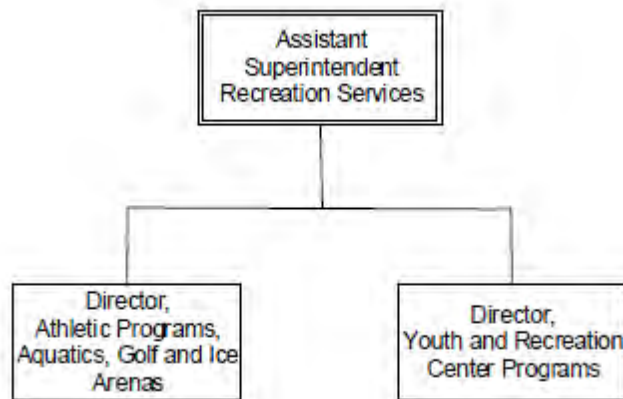 Assistant
Superintendent
Recreation Services
Director,
Athletic Programs,
Aquatics, Golf and Ice
Arenas
Director,
Youth and Recreation
Center Programs